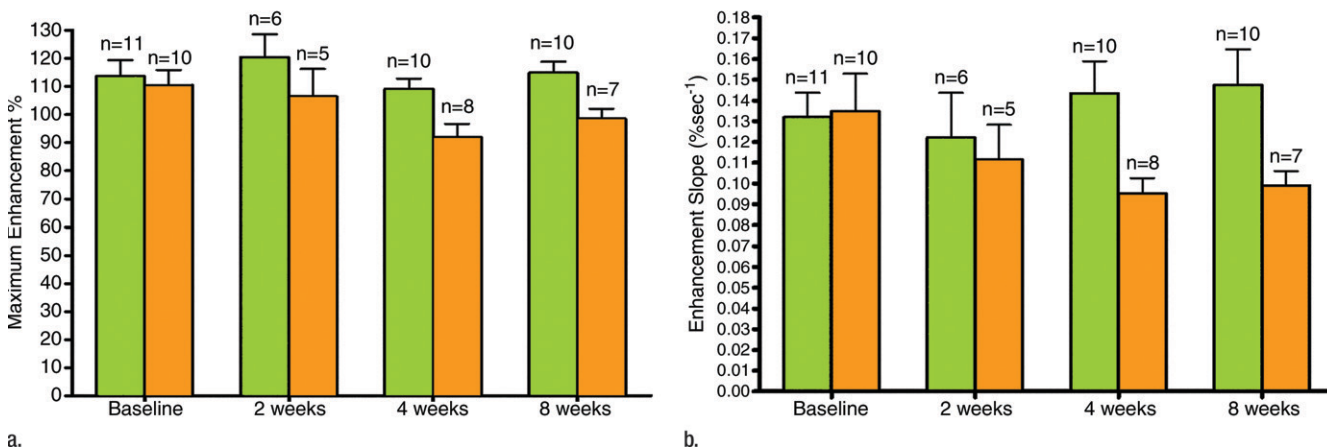 Maximum Enhancement %
130
120
110
100
90
80
70
60
50
40
30
20
10
0
n=11
n=10
n=6
n=5
n=10
n=8
n=10
n=7
Baseline
2 weeks
4 weeks
8 weeks
a.
Enhancement Slope (%sec⁻¹)
0.18
0.17
0.16
0.15
0.14
0.13
0.12
0.11
0.10
0.09
0.08
0.07
0.06
0.05
0.04
0.03
0.02
0.01
0.00
n=11
n=10
n=6
n=5
n=10
n=8
n=10
n=7
Baseline
2 weeks
4 weeks
8 weeks
b.